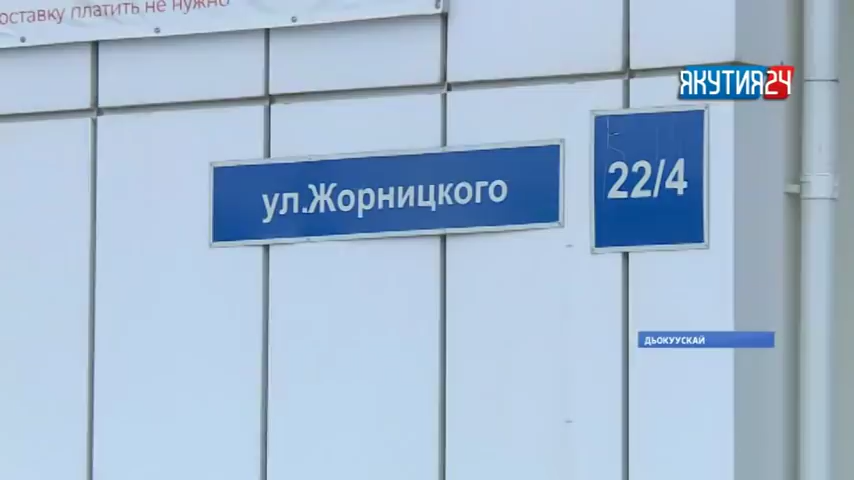 оставку платить не нужно
ЯКУТИЯ24
ул.Жорницкого
22/4
ДЬОКУУСКАЙ